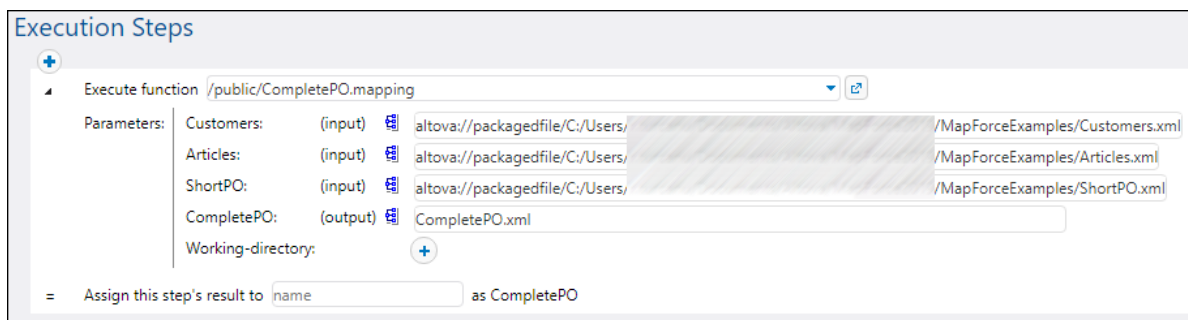 Execution Steps
Execute function /public/CompletePO.mapping
Parameters: Customers: (input) altova://packagedfile/C:/Users/ /MapForceExamples/Customers.xml
Articles: (input) altova://packagedfile/C:/Users/ /MapForceExamples/Articles.xml
ShortPO: (input) altova://packagedfile/C:/Users/ /MapForceExamples/ShortPO.xml
CompletePO: (output) CompletePO.xml
Working-directory:
= Assign this step's result to name as CompletePO